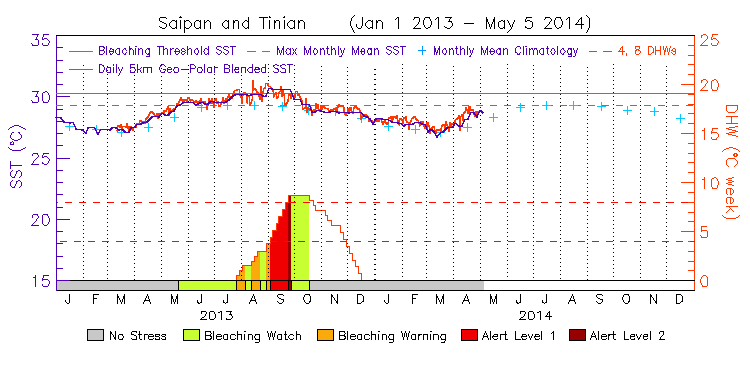 Saipan and Tinian (Jan 1 2013 – May 5 2014)
35 25
Bleaching Threshold SST Max Monthly Mean SST Monthly Mean Climatology 4, 8 DHWs
Daily 5km Geo–Polar Blended SST
30 20
SST (°C)
DHW (°C week)
25 15
10
20 5
15 0
J F M A M J J A S O N D J F M A M J J A S O N D
2013 2014
No Stress Bleaching Watch Bleaching Warning Alert Level 1 Alert Level 2